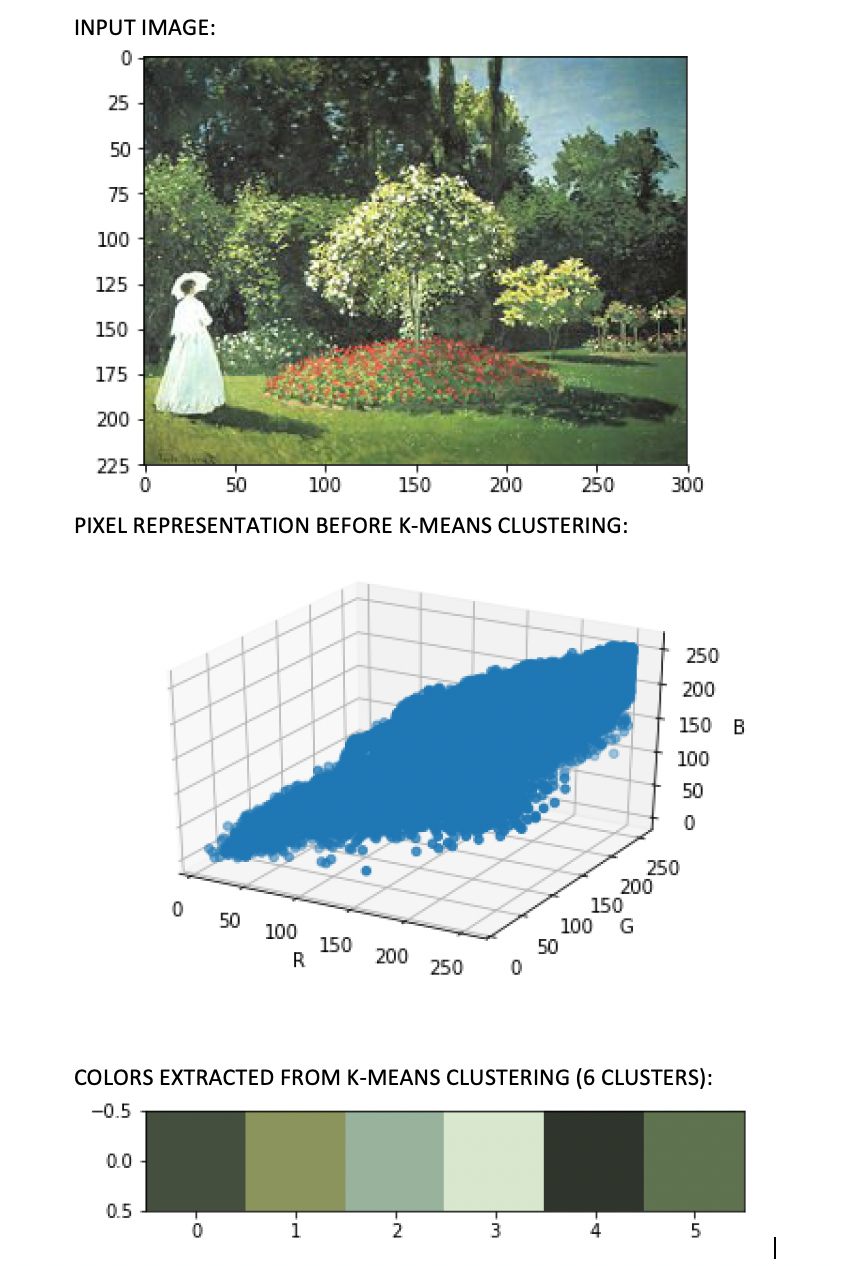 INPUT IMAGE:
0
25
50
75
100
125
150
175
200
225
0 50 100 150 200 250 300
PIXEL REPRESENTATION BEFORE K-MEANS CLUSTERING:
250
200
150 B
100
50
0
0 50 100 150 200 250
R
0 50 100 150 200 250
G
COLORS EXTRACTED FROM K-MEANS CLUSTERING (6 CLUSTERS):
−0.5
0.0
0.5
0 1 2 3 4 5